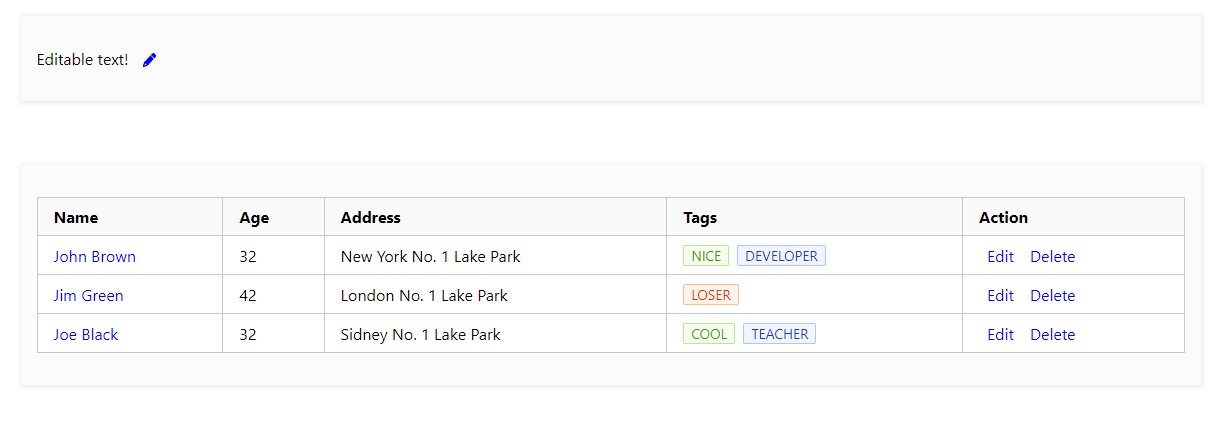 Editable text!
Name Age Address Tags Action
John Brown 32 New York No. 1 Lake Park NICE DEVELOPER Edit Delete
Jim Green 42 London No. 1 Lake Park LOSER Edit Delete
Joe Black 32 Sidney No. 1 Lake Park COOL TEACHER Edit Delete